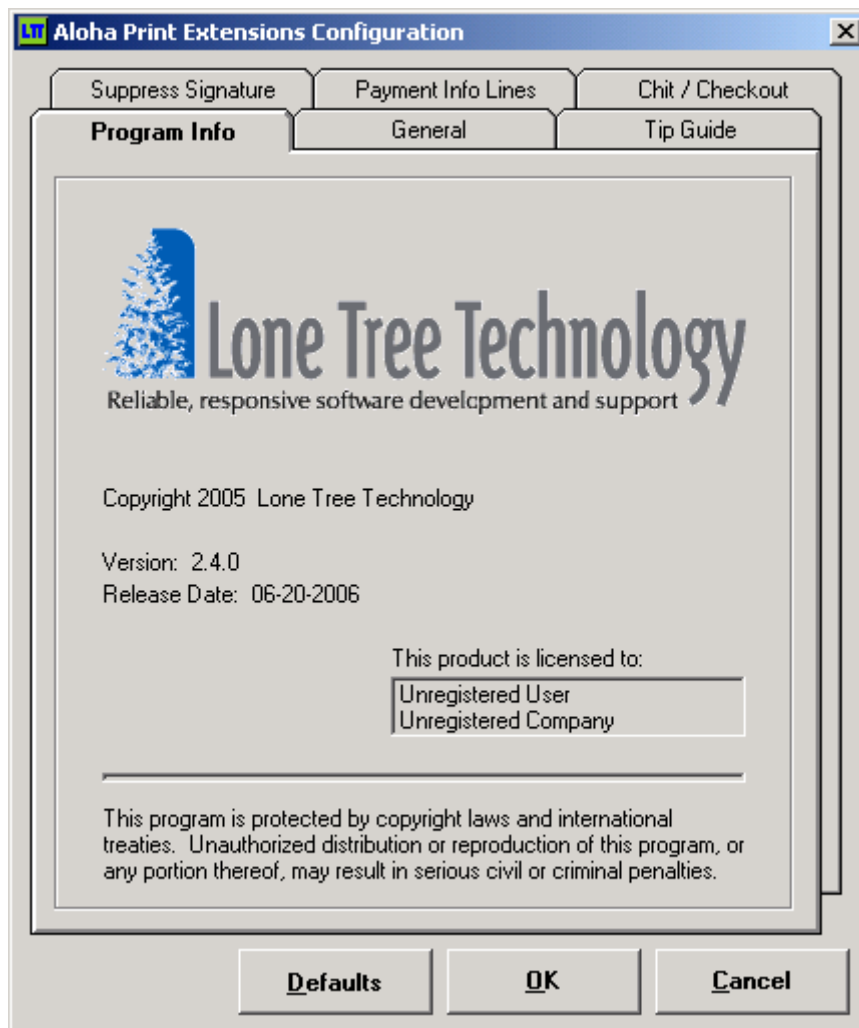 LTT Aloha Print Extensions Configuration
Suppress Signature Payment Info Lines Chit / Checkout
Program Info General Tip Guide
Lone Tree Technology
Reliable, responsive software development and support
Copyright 2005 Lone Tree Technology
Version: 2.4.0
Release Date: 06-20-2006
This product is licensed to:
Unregistered User
Unregistered Company
This program is protected by copyright laws and international
treaties. Unauthorized distribution or reproduction of this program, or
any portion thereof, may result in serious civil or criminal penalties.
Defaults OK Cancel